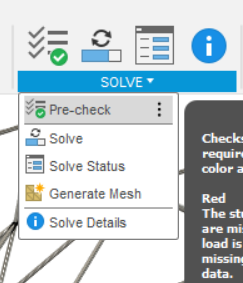 SOLVE
Pre-check
Solve
Solve Status
Generate Mesh
Solve Details
Checks
require
color a
Red
The stu
are mis
load is
missing
data.